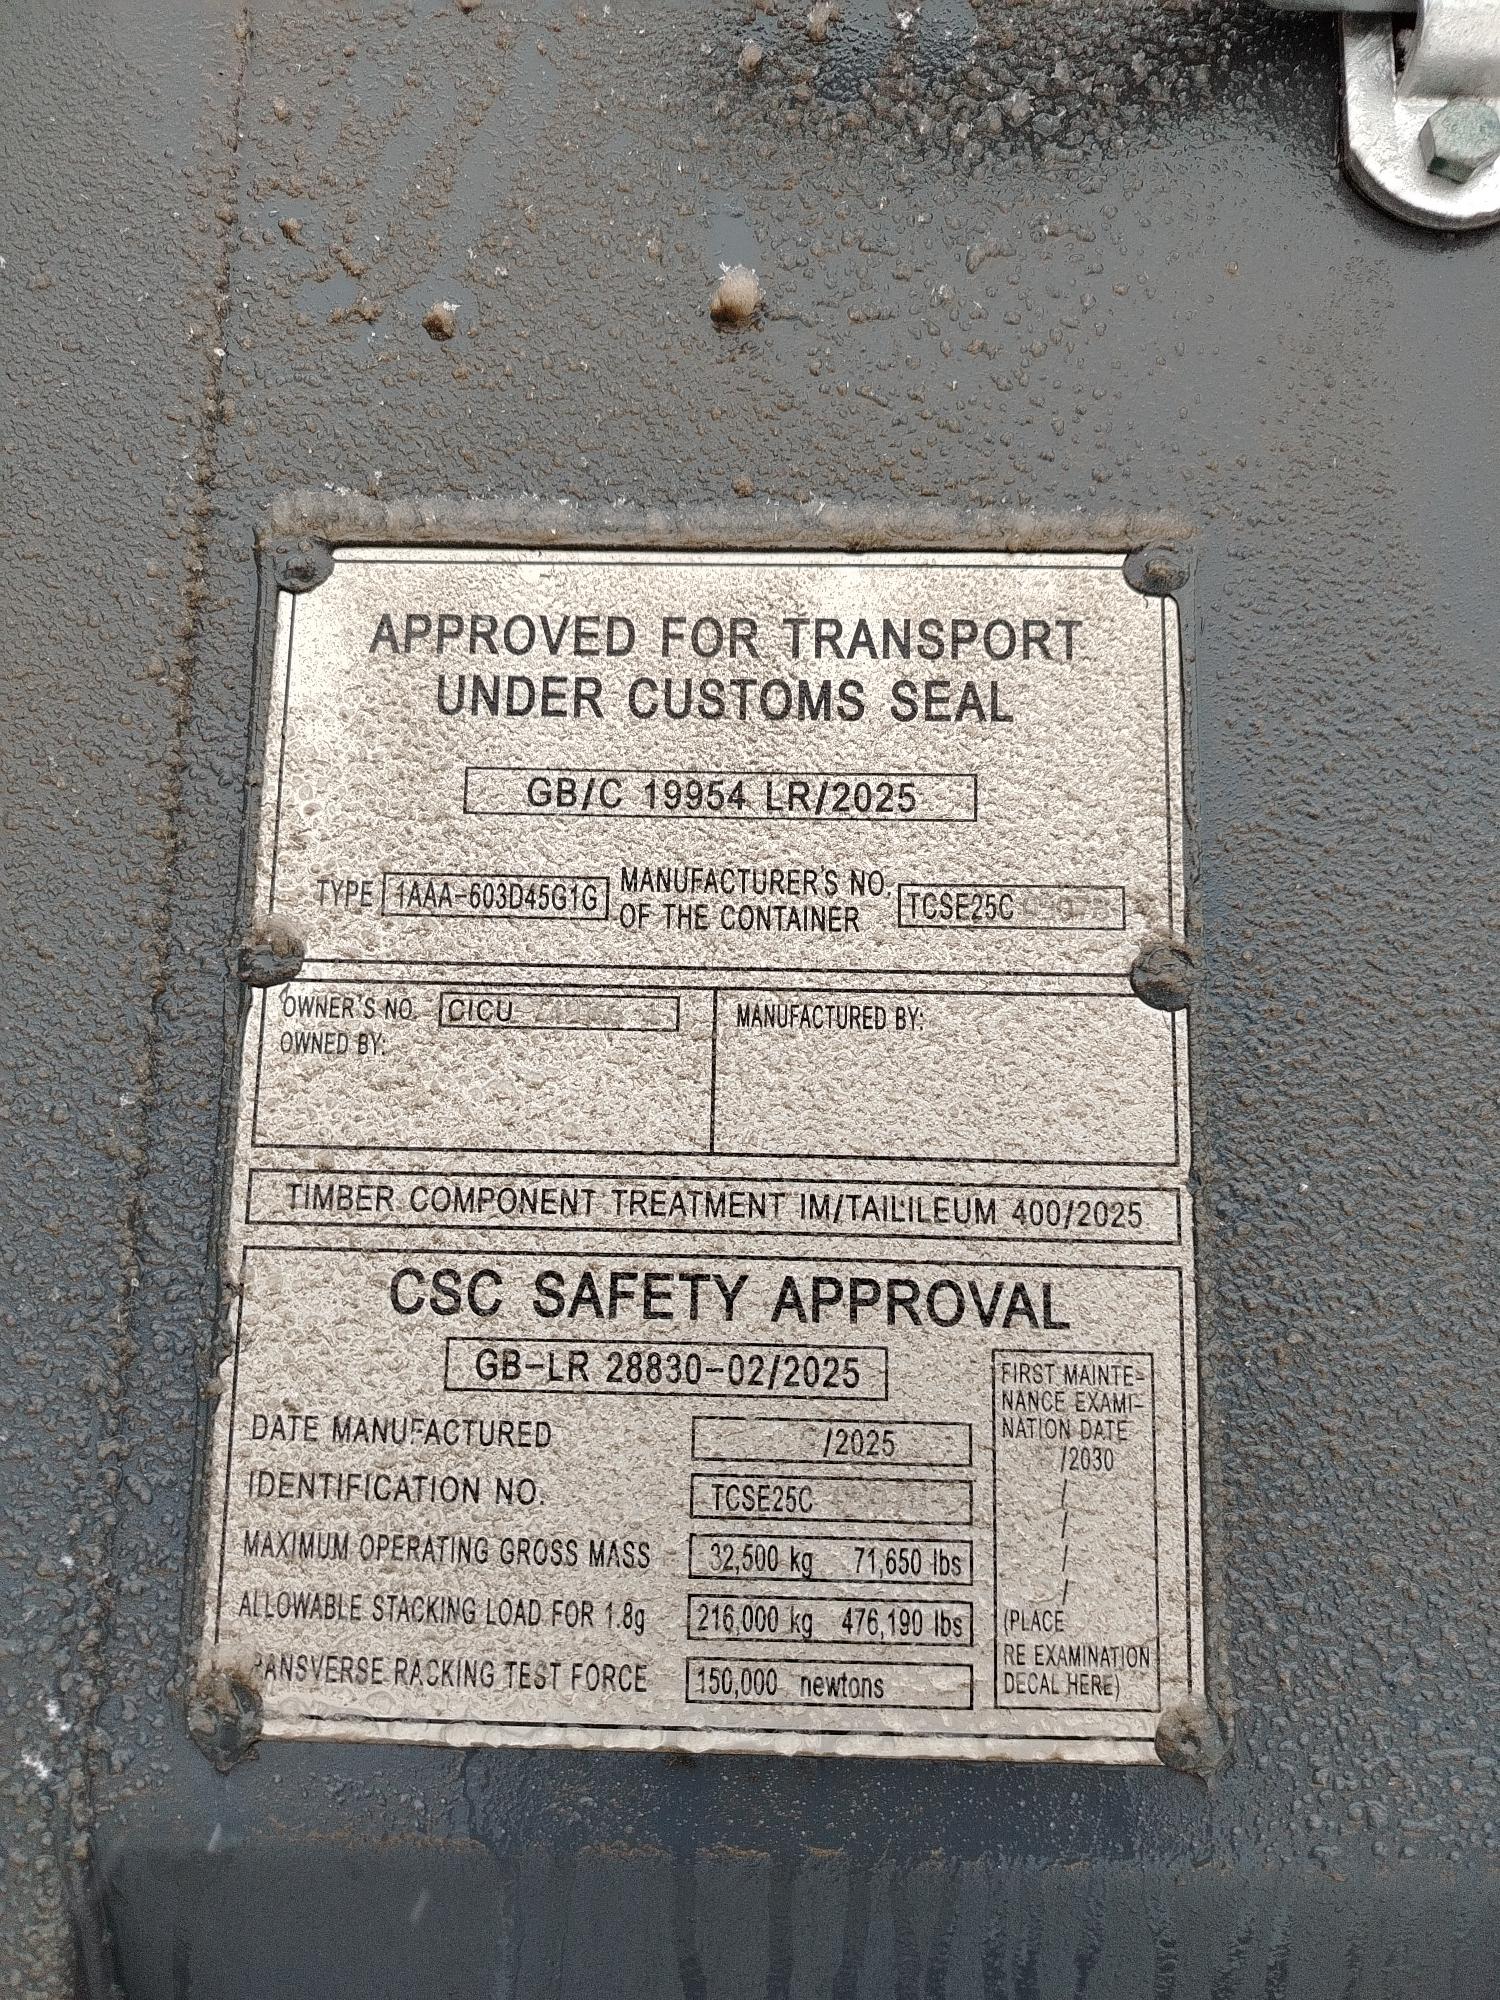 APPROVED FOR TRANSPORT
UNDER CUSTOMS SEAL
GB/C 19954 LR/2025
TYPE 1AAA-603D45G1G MANUFACTURER'S NO.
OF THE CONTAINER TCSE25C
OWNER'S NO. CICU
OWNED BY:
MANUFACTURED BY:
TIMBER COMPONENT TREATMENT IM/TAILILEUM 400/2025
CSC SAFETY APPROVAL
GB-LR 28830-02/2025
DATE MANUFACTURED /2025
IDENTIFICATION NO. TCSE25C
MAXIMUM OPERATING GROSS MASS 32,500 kg 71,650 lbs
ALLOWABLE STACKING LOAD FOR 1.8g 216,000 kg 476,190 lbs
TRANSVERSE RACKING TEST FORCE 150,000 newtons
FIRST MAINTE-
NANCE EXAMI-
NATION DATE
/2030
/
/
/
/
(PLACE
RE EXAMINATION
DECAL HERE)